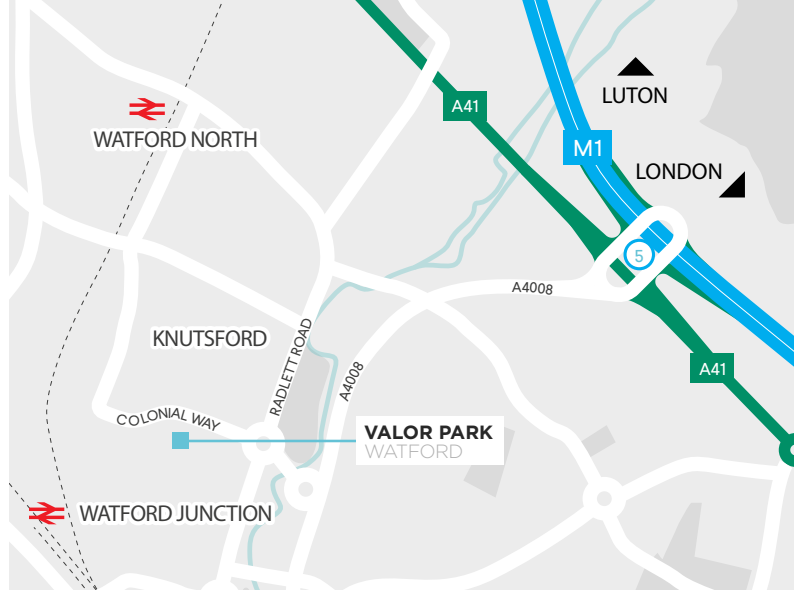 LUTON
A41
WATFORD NORTH
M1
LONDON
5
A4008
KNUTSFORD
RADLETT ROAD
A4008
A41
COLONIAL WAY
VALOR PARK
WATFORD
WATFORD JUNCTION